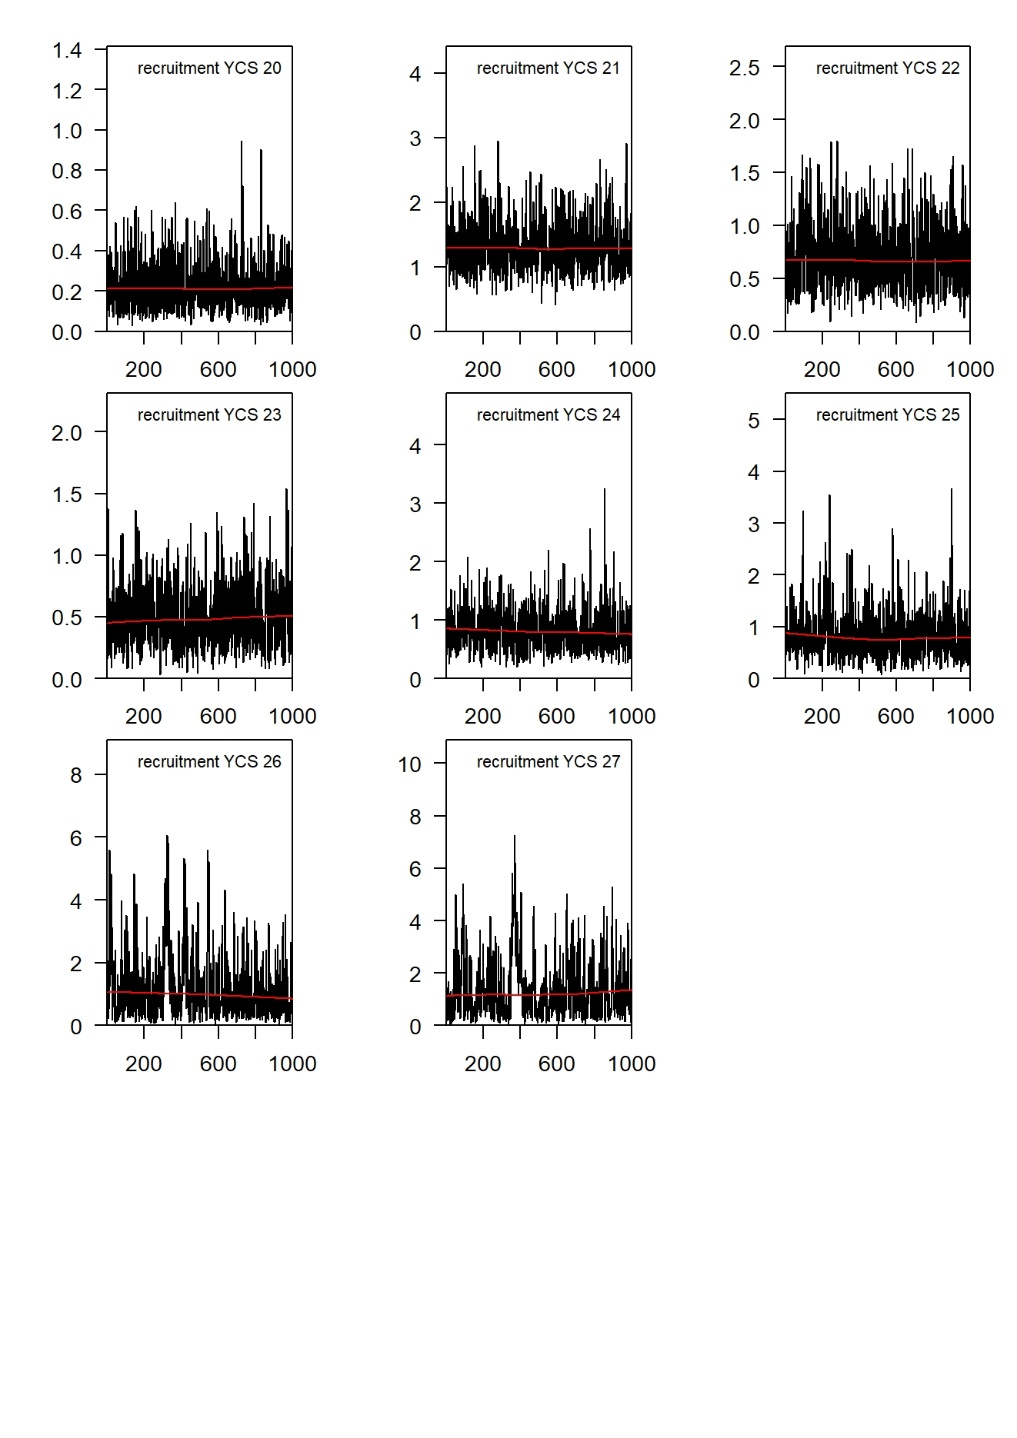 recruitment YCS 20
1.4
1.2
1.0
0.8
0.6
0.4
0.2
0.0
200 600 1000
recruitment YCS 21
4
3
2
1
0
200 600 1000
recruitment YCS 22
2.5
2.0
1.5
1.0
0.5
0.0
200 600 1000
recruitment YCS 23
2.0
1.5
1.0
0.5
0.0
200 600 1000
recruitment YCS 24
4
3
2
1
0
200 600 1000
recruitment YCS 25
5
4
3
2
1
0
200 600 1000
recruitment YCS 26
8
6
4
2
0
200 600 1000
recruitment YCS 27
10
8
6
4
2
0
200 600 1000